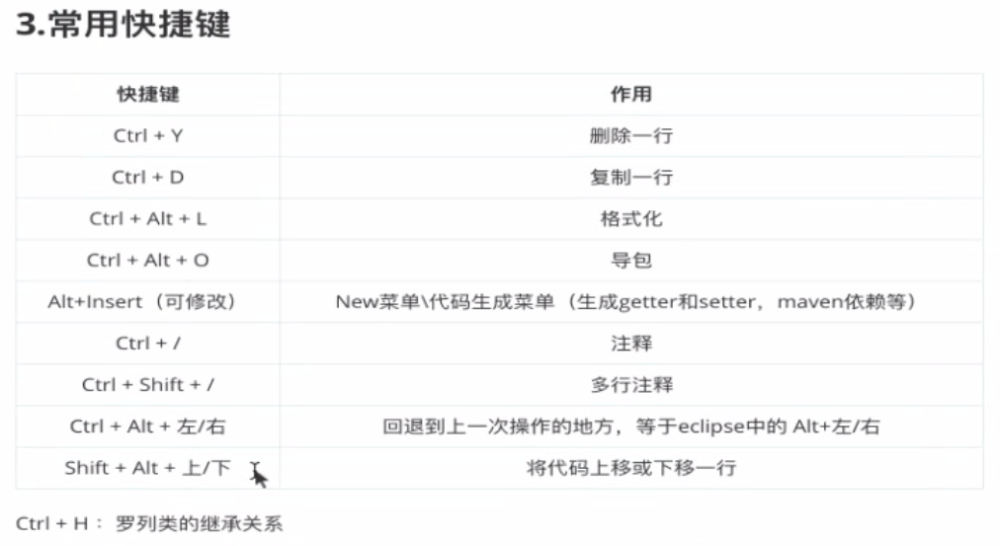 3.常用快捷键
快捷键 作用
Ctrl + Y 删除一行
Ctrl + D 复制一行
Ctrl + Alt + L 格式化
Ctrl + Alt + O 导包
Alt+Insert（可修改） New菜单\代码生成菜单（生成getter和setter，maven依赖等）
Ctrl + / 注释
Ctrl + Shift + / 多行注释
Ctrl + Alt + 左/右 回退到上一次操作的地方，等于eclipse中的 Alt+左/右
Shift + Alt + 上/下 将代码上移或下移一行
Ctrl + H： 罗列类的继承关系